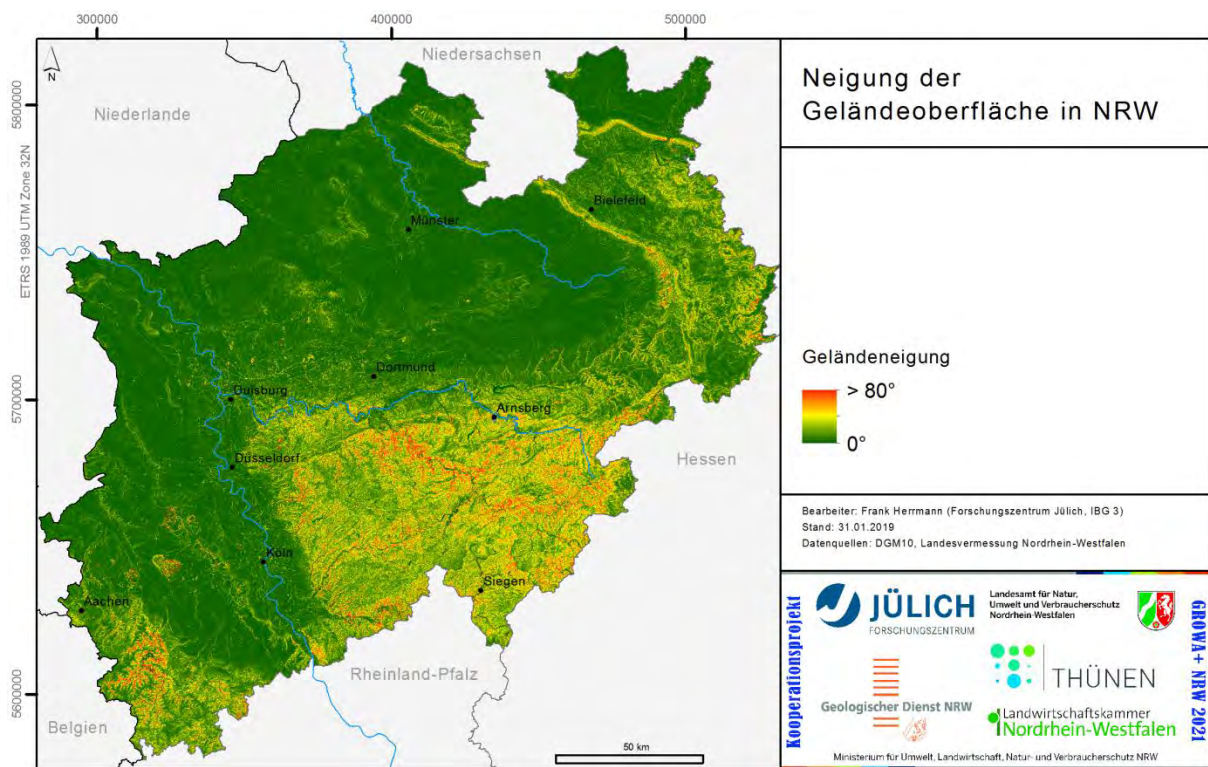 300000
400000
500000
5800000
5700000
5600000
ETRS 1989 UTM Zone 32N
N
Niederlande
Niedersachsen
Bielefeld
Münster
Dortmund
Duisburg
Arnsberg
Düsseldorf
Hessen
Köln
Siegen
Aachen
Rheinland-Pfalz
Belgien
50 km
Neigung der
Geländeoberfläche in NRW
Geländeneigung
> 80°
0°
Bearbeiter: Frank Herrmann (Forschungszentrum Jülich, IBG 3)
Stand: 31.01.2019
Datenquellen: DGM10, Landesvermessung Nordrhein-Westfalen
Kooperationsprojekt
JÜLICH
FORSCHUNGSZENTRUM
Landesamt für Natur,
Umwelt und Verbraucherschutz
Nordrhein-Westfalen
Geologischer Dienst NRW
THÜNEN
Landwirtschaftskammer
Nordrhein-Westfalen
GROWA+ NRW 2021
Ministerium für Umwelt, Landwirtschaft, Natur- und Verbraucherschutz NRW